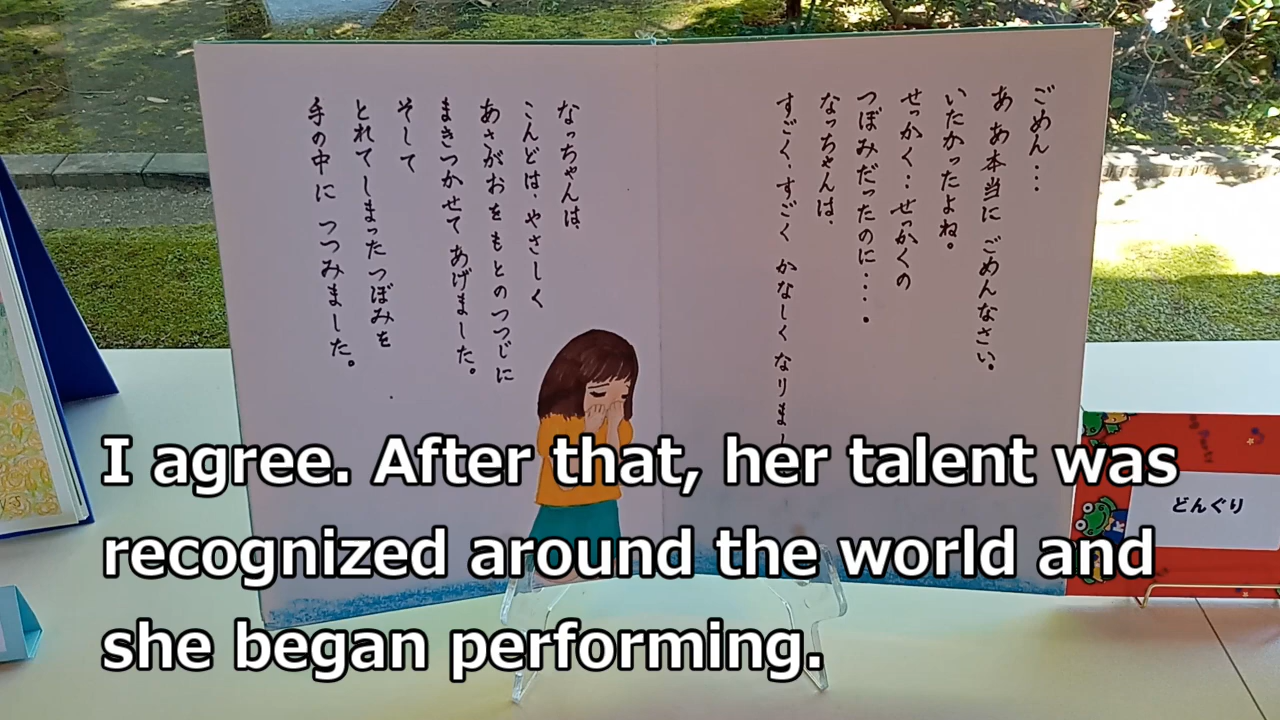 ごめん...
あ あ本当に ごめんなさい。
いたかったよね。
せっかく‥せっかくの
つぼみだったのに‥‥。
なっちゃんは、
すごく、すごく かなしく なりま
なっちゃんは、
こんどは、やさしく
あさがおをもとのつつじに
まきつかせて あげました。
そして
とれてしまったつぼみを
手の中に つつみました。
どんぐり
I agree. After that, her talent was
recognized around the world and
she began performing.